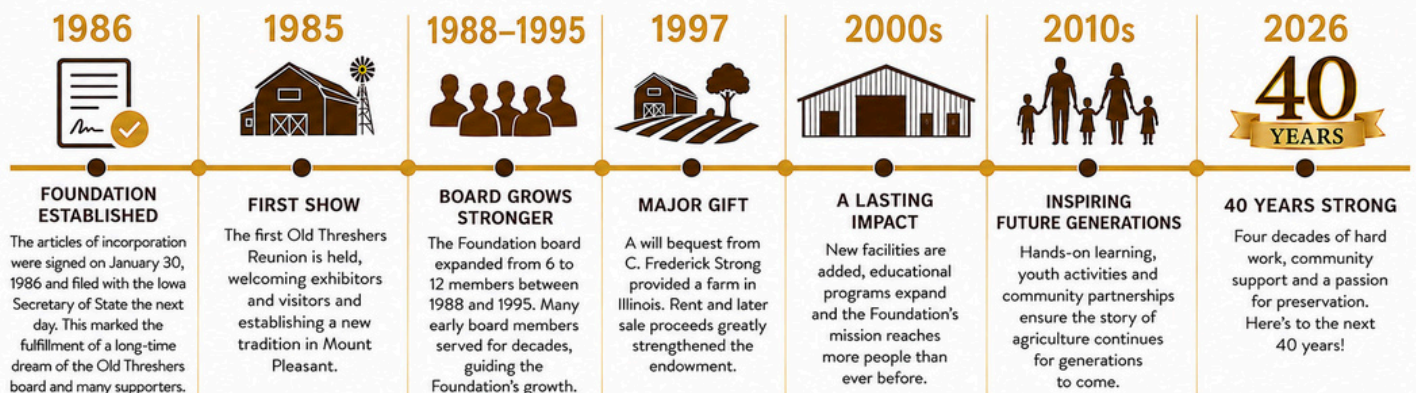 1986
FOUNDATION
ESTABLISHED
The articles of incorporation
were signed on January 30,
1986 and filed with the Iowa
Secretary of State the next
day. This marked the
fulfillment of a long-time
dream of the Old Threshers
board and many supporters.
1985
FIRST SHOW
The first Old Threshers
Reunion is held,
welcoming exhibitors
and visitors and
establishing a new
tradition in Mount
Pleasant.
1988–1995
BOARD GROWS
STRONGER
The Foundation board
expanded from 6 to
12 members between
1988 and 1995. Many
early board members
served for decades,
guiding the
Foundation's growth.
1997
MAJOR GIFT
A will bequest from
C. Frederick Strong
provided a farm in
Illinois. Rent and later
sale proceeds greatly
strengthened the
endowment.
2000s
A LASTING
IMPACT
New facilities are
added, educational
programs expand
and the Foundation's
mission reaches
more people than
ever before.
2010s
INSPIRING
FUTURE GENERATIONS
Hands-on learning,
youth activities and
community partnerships
ensure the story of
agriculture continues
for generations
to come.
2026
40
YEARS
40 YEARS STRONG
Four decades of hard
work, community
support and a passion
for preservation.
Here's to the next
40 years!